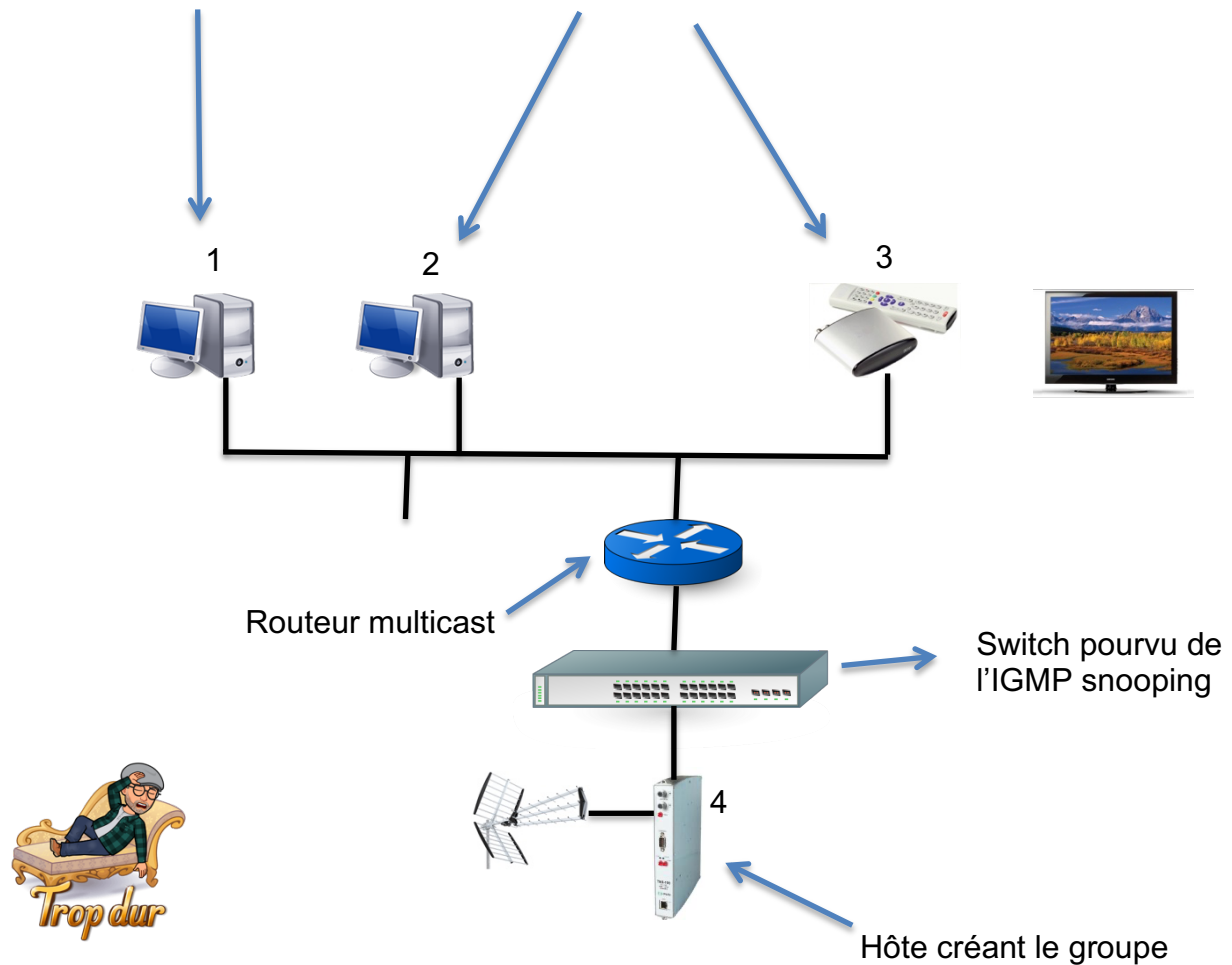 1
2
3
Routeur multicast
Switch pourvu de
l'IGMP snooping
4
Trop dur
Hôte créant le groupe